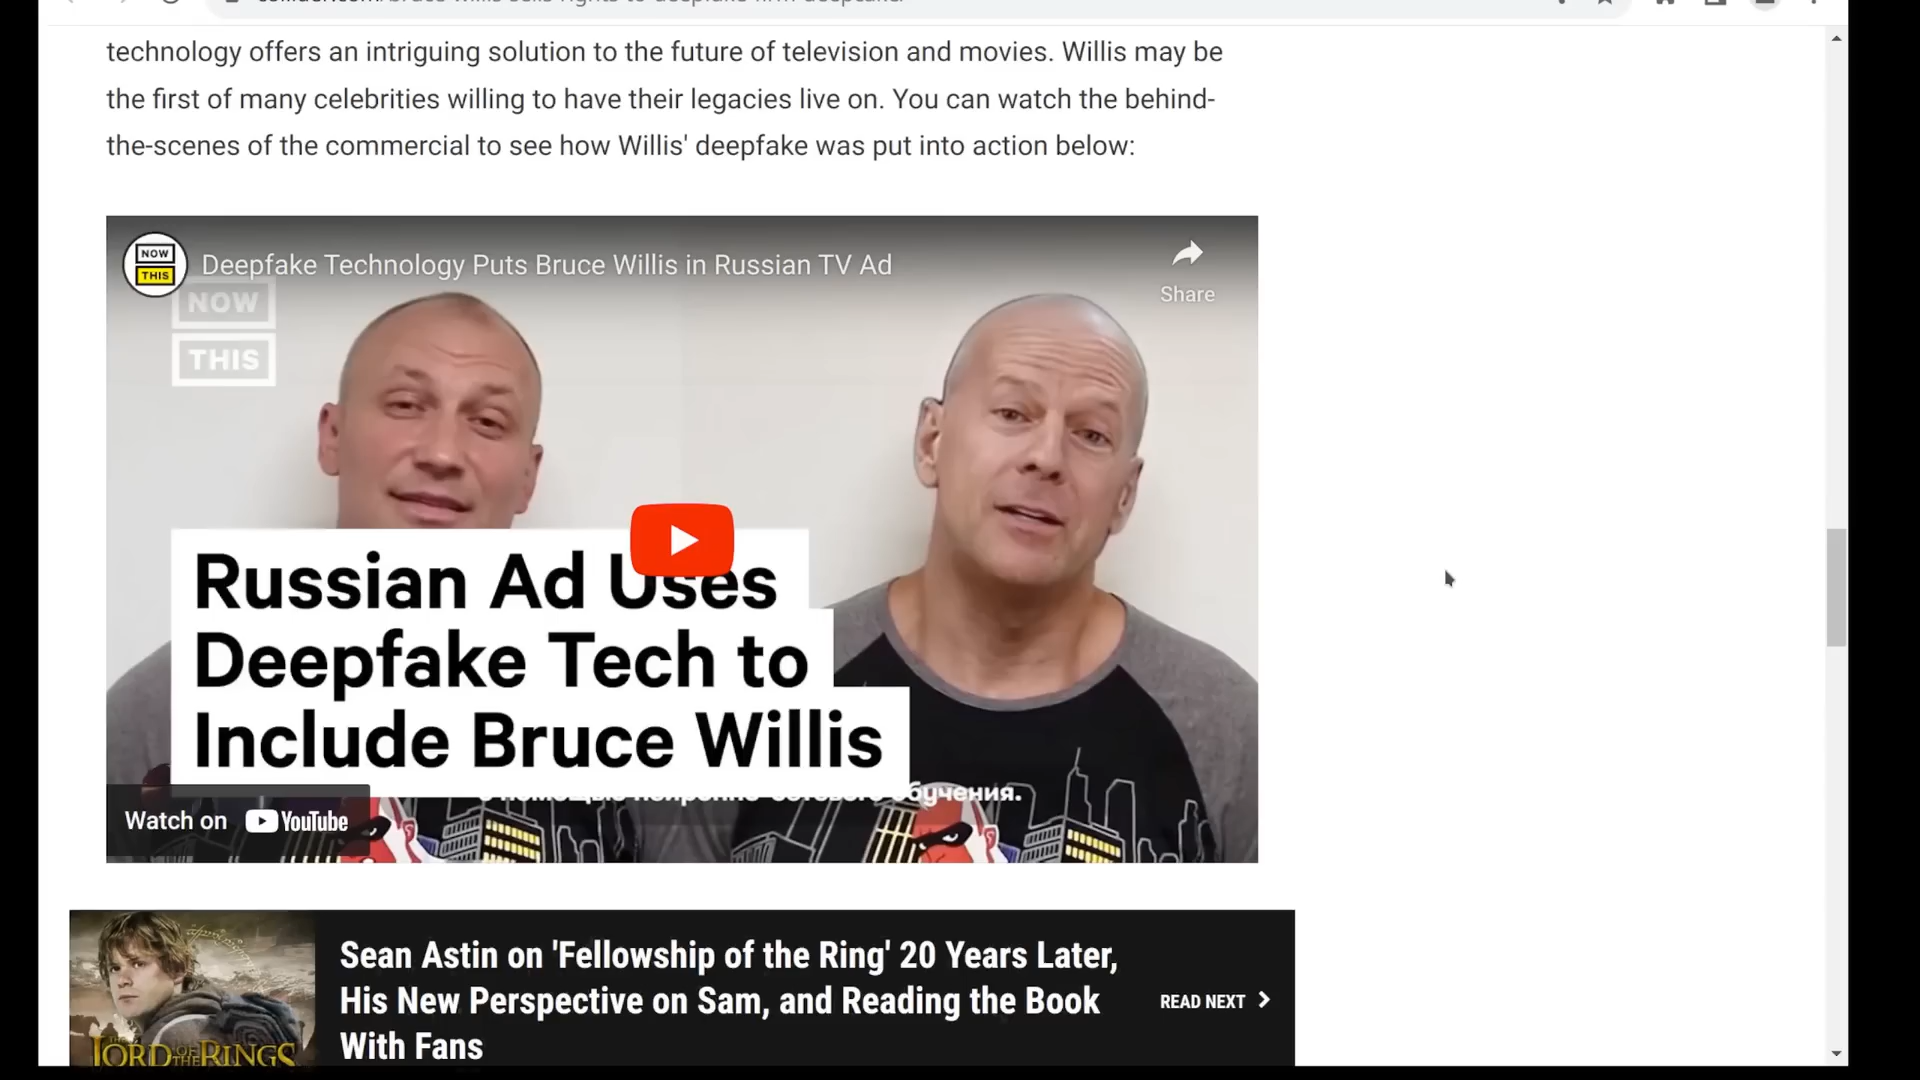 technology offers an intriguing solution to the future of television and movies. Willis may be
the first of many celebrities willing to have their legacies live on. You can watch the behind-
the-scenes of the commercial to see how Willis' deepfake was put into action below:
NOW
THIS
Deepfake Technology Puts Bruce Willis in Russian TV Ad
Share
NOW
THIS
Russian Ad Uses
Deepfake Tech to
Include Bruce Willis
обучения.
Watch on YouTube
Sean Astin on 'Fellowship of the Ring' 20 Years Later,
His New Perspective on Sam, and Reading the Book
With Fans
READ NEXT
THE LORD OF THE RINGS